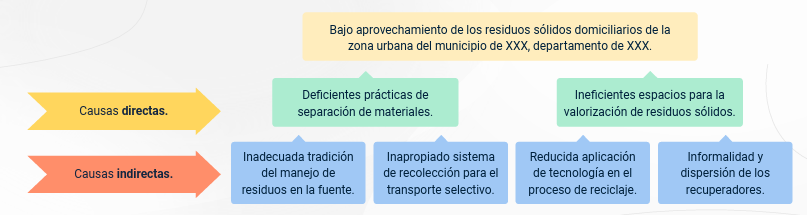 Bajo aprovechamiento de los residuos sólidos domiciliarios de la
zona urbana del municipio de XXX, departamento de XXX.
Causas directas.
Deficientes prácticas de
separación de materiales.
Ineficientes espacios para la
valorización de residuos sólidos.
Causas indirectas.
Inadecuada tradición
del manejo de
residuos en la fuente.
Inapropiado sistema
de recolección para el
transporte selectivo.
Reducida aplicación
de tecnología en el
proceso de reciclaje.
Informalidad y
dispersión de los
recuperadores.